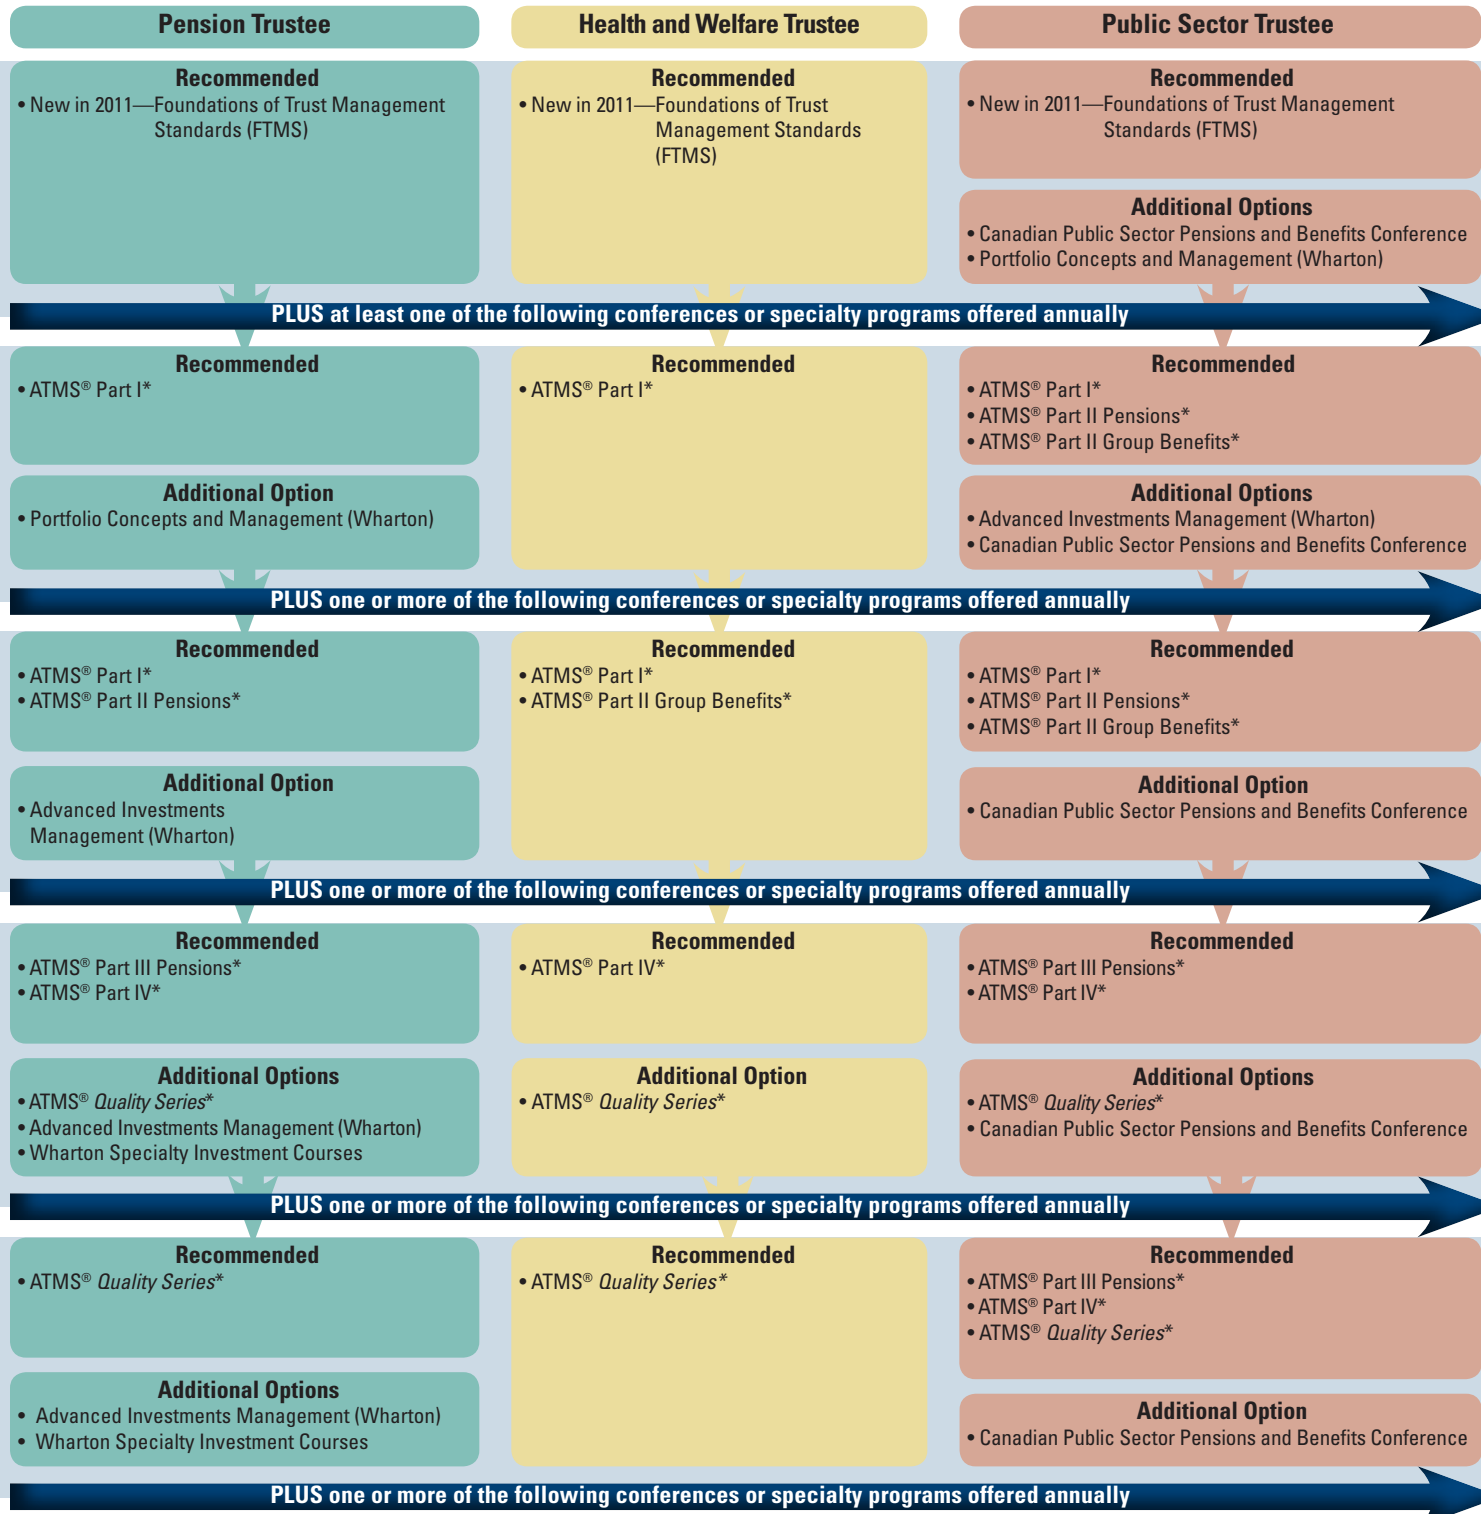 Pension Trustee
Health and Welfare Trustee
Public Sector Trustee
Recommended
• New in 2011—Foundations of Trust Management
Standards (FTMS)
Recommended
• New in 2011—Foundations of Trust
Management Standards
(FTMS)
Recommended
• New in 2011—Foundations of Trust Management
Standards (FTMS)
Additional Options
• Canadian Public Sector Pensions and Benefits Conference
• Portfolio Concepts and Management (Wharton)
PLUS at least one of the following conferences or specialty programs offered annually
Recommended
• ATMS® Part I*
Additional Option
• Portfolio Concepts and Management (Wharton)
Recommended
• ATMS® Part I*
Recommended
• ATMS® Part I*
• ATMS® Part II Pensions*
• ATMS® Part II Group Benefits*
Additional Options
• Advanced Investments Management (Wharton)
• Canadian Public Sector Pensions and Benefits Conference
PLUS one or more of the following conferences or specialty programs offered annually
Recommended
• ATMS® Part I*
• ATMS® Part II Pensions*
Additional Option
• Advanced Investments
Management (Wharton)
Recommended
• ATMS® Part I*
• ATMS® Part II Group Benefits*
Recommended
• ATMS® Part I*
• ATMS® Part II Pensions*
• ATMS® Part II Group Benefits*
Additional Option
• Canadian Public Sector Pensions and Benefits Conference
PLUS one or more of the following conferences or specialty programs offered annually
Recommended
• ATMS® Part III Pensions*
• ATMS® Part IV*
Additional Options
• ATMS® Quality Series*
• Advanced Investments Management (Wharton)
• Wharton Specialty Investment Courses
Recommended
• ATMS® Part IV*
Additional Option
• ATMS® Quality Series*
Recommended
• ATMS® Part III Pensions*
• ATMS® Part IV*
Additional Options
• ATMS® Quality Series*
• Canadian Public Sector Pensions and Benefits Conference
PLUS one or more of the following conferences or specialty programs offered annually
Recommended
• ATMS® Quality Series*
Additional Options
• Advanced Investments Management (Wharton)
• Wharton Specialty Investment Courses
Recommended
• ATMS® Quality Series*
Recommended
• ATMS® Part III Pensions*
• ATMS® Part IV*
• ATMS® Quality Series*
Additional Option
• Canadian Public Sector Pensions and Benefits Conference
PLUS one or more of the following conferences or specialty programs offered annually